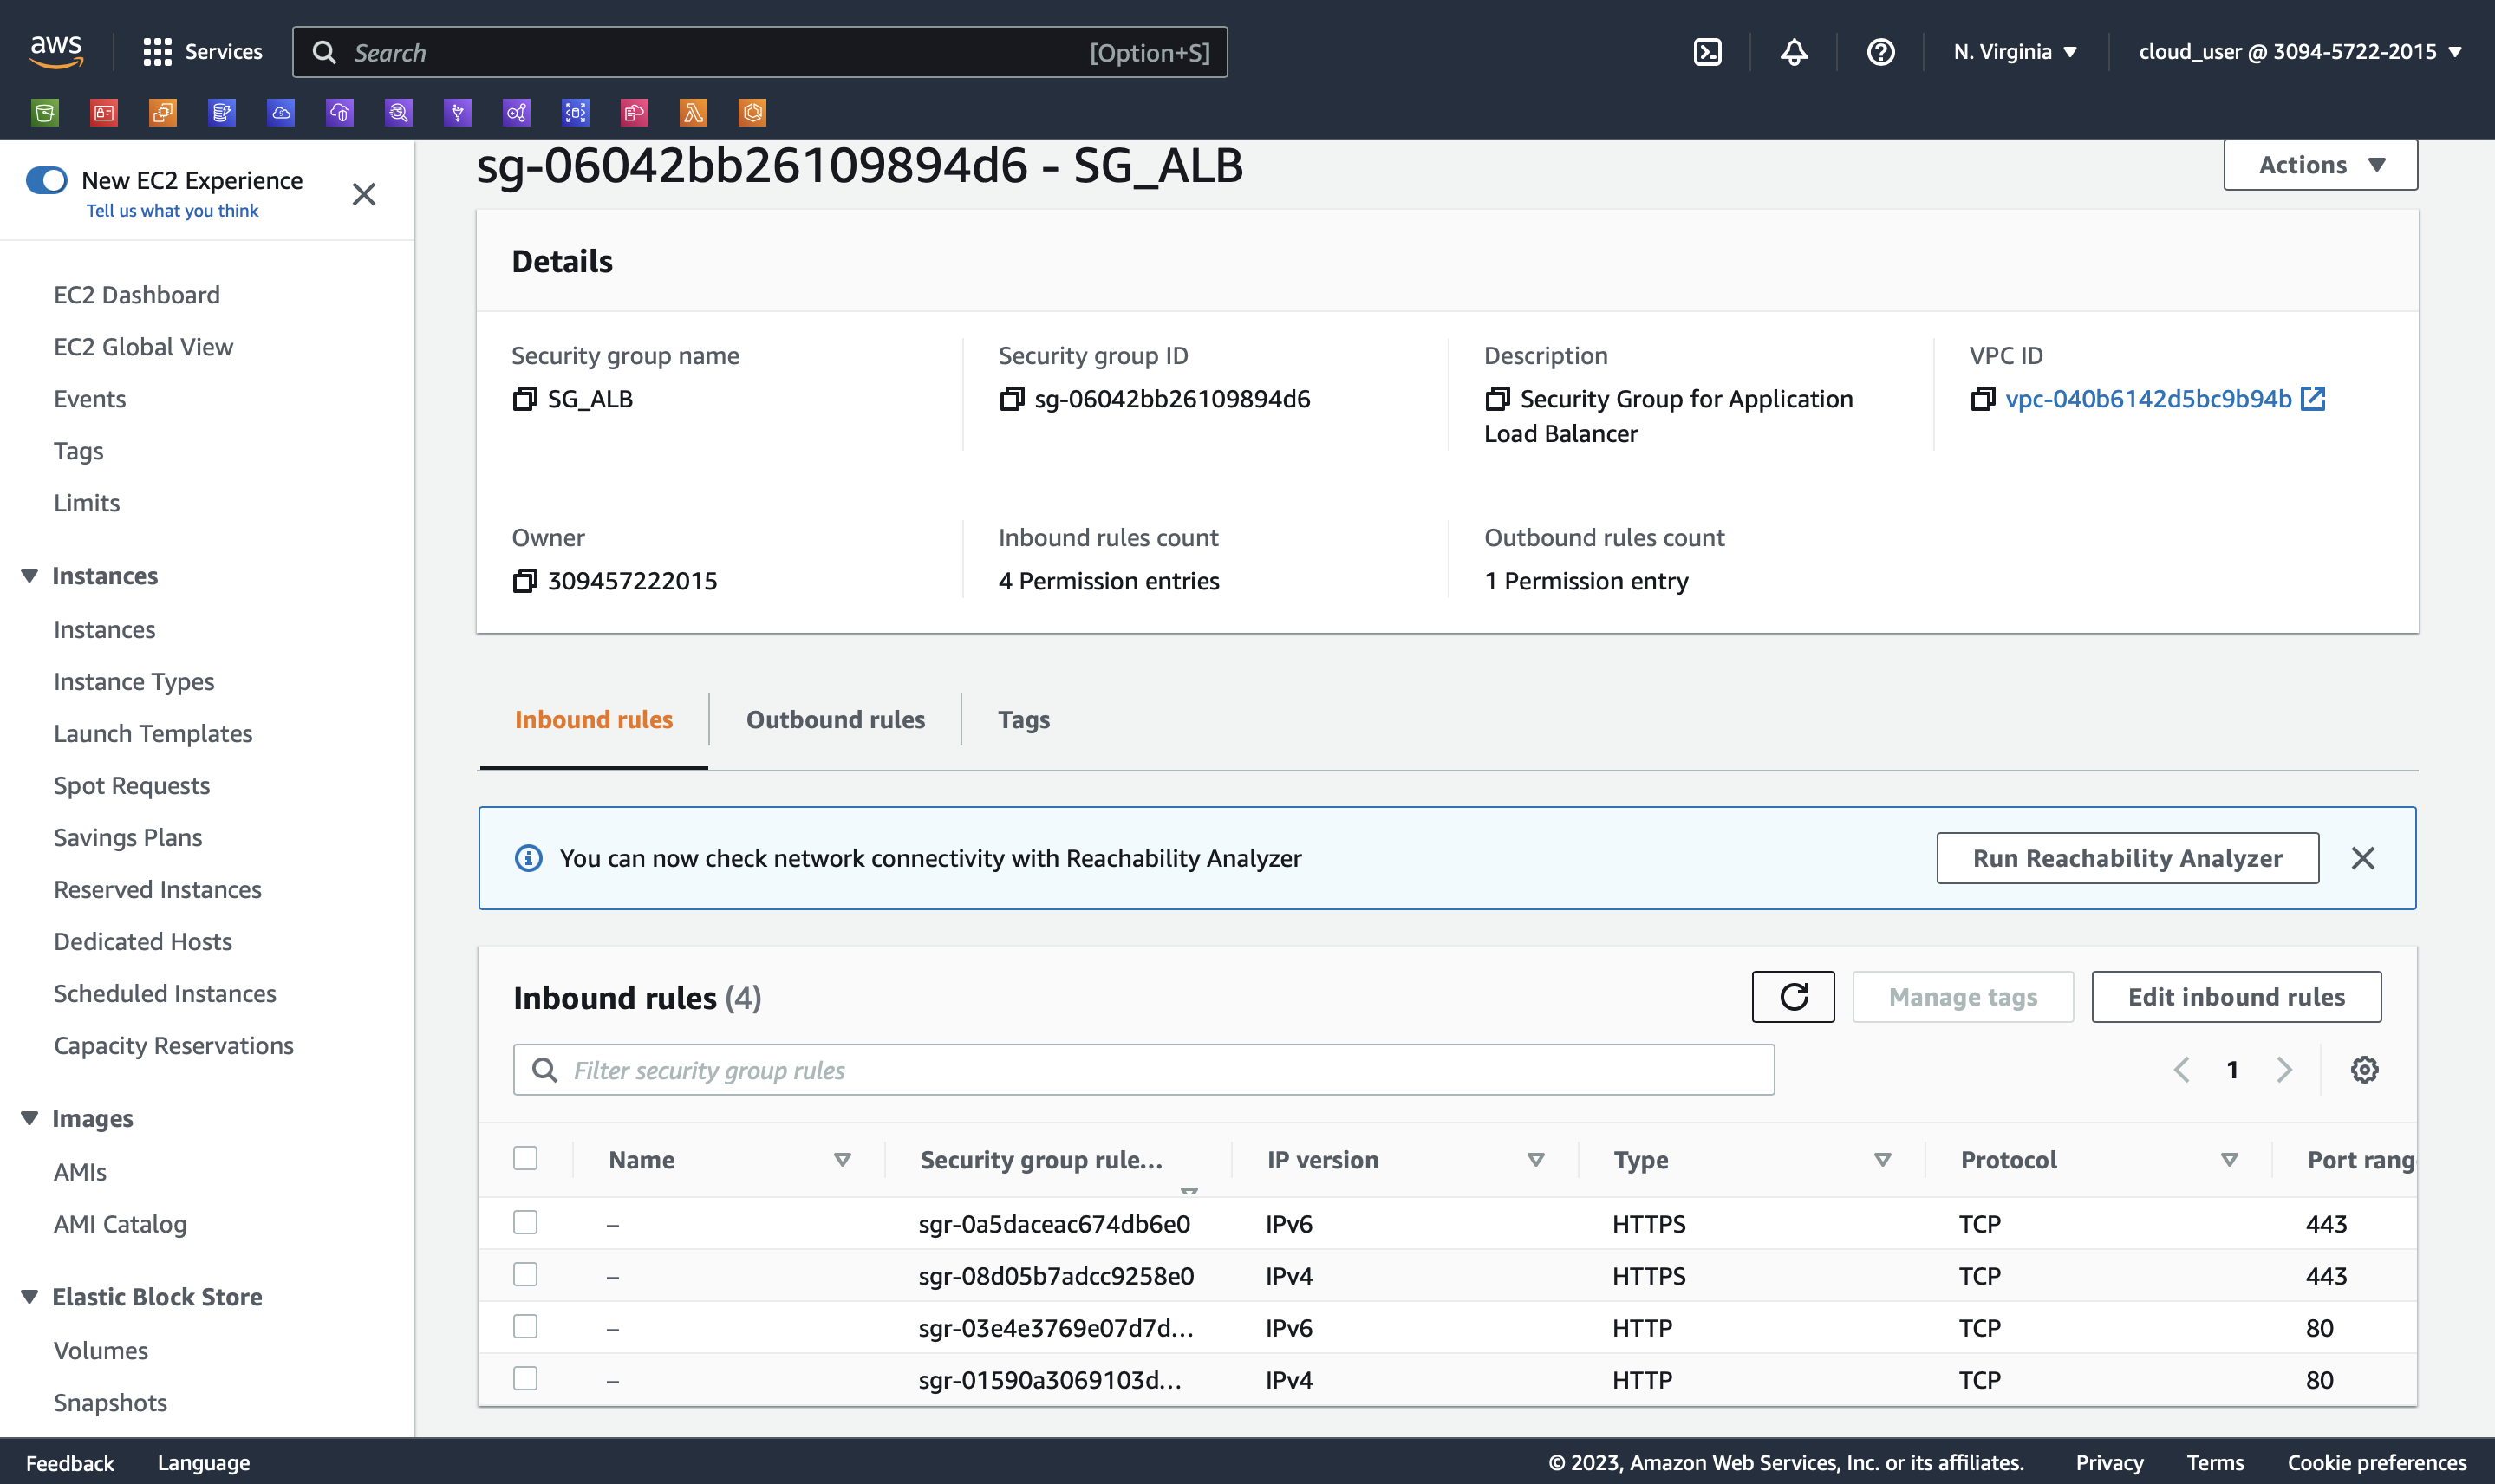 aws Services Search [Option+S] N. Virginia cloud_user @ 3094-5722-2015
New EC2 Experience
Tell us what you think
EC2 Dashboard
EC2 Global View
Events
Tags
Limits
Instances
Instances
Instance Types
Launch Templates
Spot Requests
Savings Plans
Reserved Instances
Dedicated Hosts
Scheduled Instances
Capacity Reservations
Images
AMIs
AMI Catalog
Elastic Block Store
Volumes
Snapshots
sg-06042bb26109894d6 - SG_ALB
Actions
Details
Security group name
SG_ALB
Security group ID
sg-06042bb26109894d6
Description
Security Group for Application
Load Balancer
VPC ID
vpc-040b6142d5bc9b94b
Owner
309457222015
Inbound rules count
4 Permission entries
Outbound rules count
1 Permission entry
Inbound rules Outbound rules Tags
You can now check network connectivity with Reachability Analyzer
Run Reachability Analyzer
Inbound rules (4)
Manage tags
Edit inbound rules
Filter security group rules
1
Name Security group rule... IP version Type Protocol Port rang
– sgr-0a5daceac674db6e0 IPv6 HTTPS TCP 443
– sgr-08d05b7adcc9258e0 IPv4 HTTPS TCP 443
– sgr-03e4e3769e07d7d... IPv6 HTTP TCP 80
– sgr-01590a3069103d... IPv4 HTTP TCP 80
Feedback Language © 2023, Amazon Web Services, Inc. or its affiliates. Privacy Terms Cookie preferences